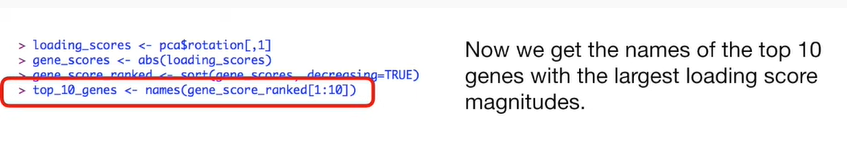 > loading_scores <- pca$rotation[,1]
> gene_scores <- abs(loading_scores)
> gene_score_ranked <- sort(gene_scores, decreasing=TRUE)
> top_10_genes <- names(gene_score_ranked[1:10])
Now we get the names of the top 10
genes with the largest loading score
magnitudes.